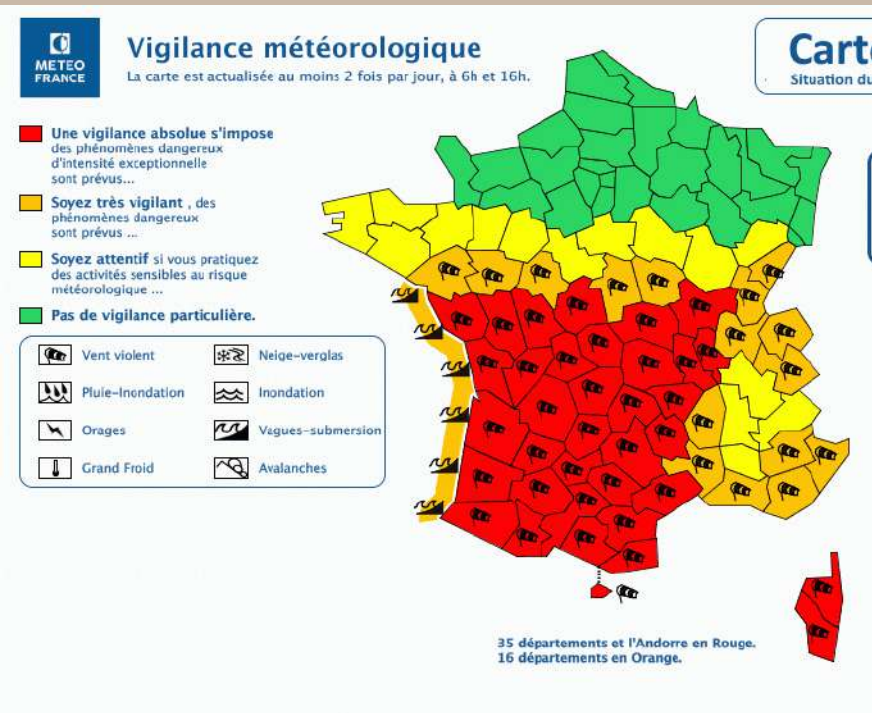 METEO
FRANCE
Vigilance météorologique
La carte est actualisée au moins 2 fois par jour, à 6h et 16h.
Carte
Situation du
Une vigilance absolue s'impose
des phénomènes dangereux
d'intensité exceptionnelle
sont prévus...
Soyez très vigilant , des
phénomènes dangereux
sont prévus ...
Soyez attentif si vous pratiquez
des activités sensibles au risque
météorologique ...
Pas de vigilance particulière.
Vent violent
Neige-verglas
Pluie-Inondation
Inondation
Orages
Vagues-submersion
Grand Froid
Avalanches
35 départements et l'Andorre en Rouge.
16 départements en Orange.